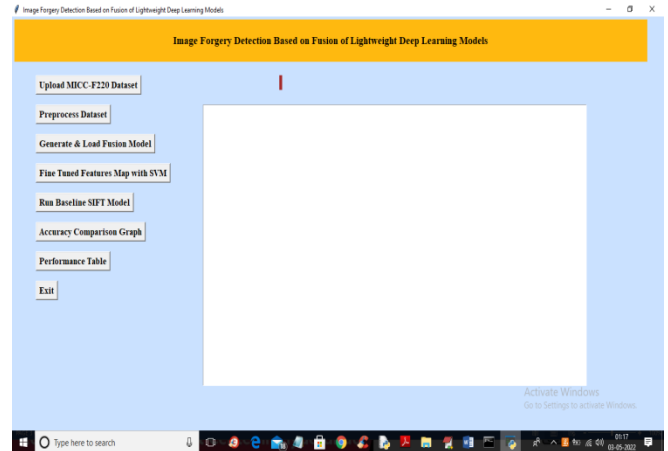 Image Forgery Detection Based on Fusion of Lightweight Deep Learning Models
Image Forgery Detection Based on Fusion of Lightweight Deep Learning Models
Upload MICC-F220 Dataset
Preprocess Dataset
Generate & Load Fusion Model
Fine Tuned Features Map with SVM
Run Baseline SIFT Model
Accuracy Comparison Graph
Performance Table
Exit
Activate Windows
Go to Settings to activate Windows.
Type here to search
01:17
03-05-2022